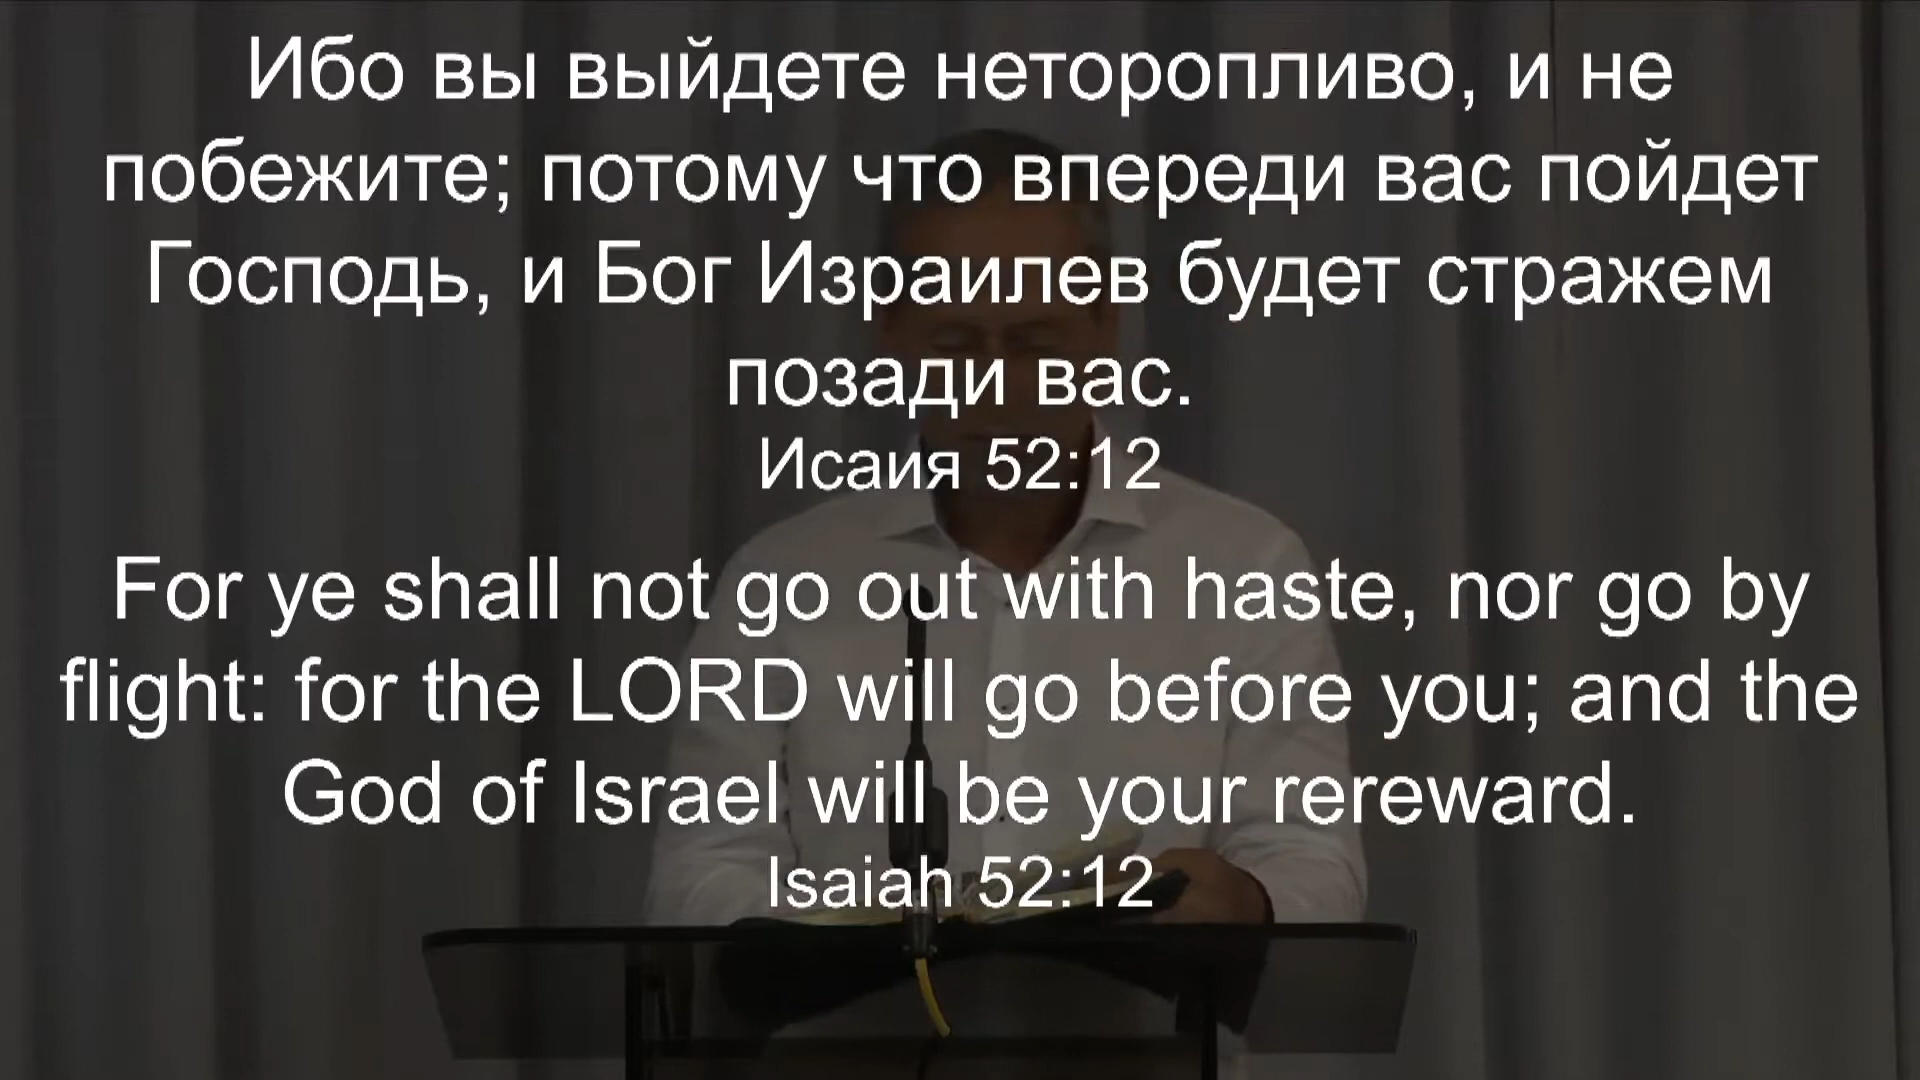 Ибо вы выйдете неторопливо, и не
побежите; потому что впереди вас пойдет
Господь, и Бог Израилев будет стражем
позади вас.
Исаия 52:12
For ye shall not go out with haste, nor go by
flight: for the LORD will go before you; and the
God of Israel will be your rereward.
Isaiah 52:12